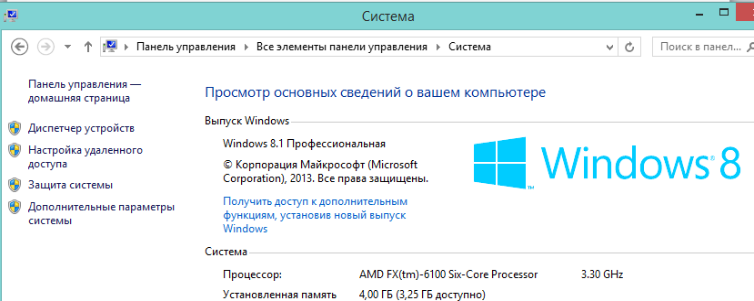 Система
Панель управления ▸ Все элементы панели управления ▸ Система
Поиск в панел...
Панель управления —
домашняя страница
Диспетчер устройств
Настройка удаленного
доступа
Защита системы
Дополнительные параметры
системы
Просмотр основных сведений о вашем компьютере
Выпуск Windows
Windows 8.1 Профессиональная
© Корпорация Майкрософт (Microsoft
Corporation), 2013. Все права защищены.
Получить доступ к дополнительным
функциям, установив новый выпуск
Windows
Windows 8
Система
Процессор: AMD FX(tm)-6100 Six-Core Processor 3.30 GHz
Установленная память 4,00 ГБ (3,25 ГБ доступно)